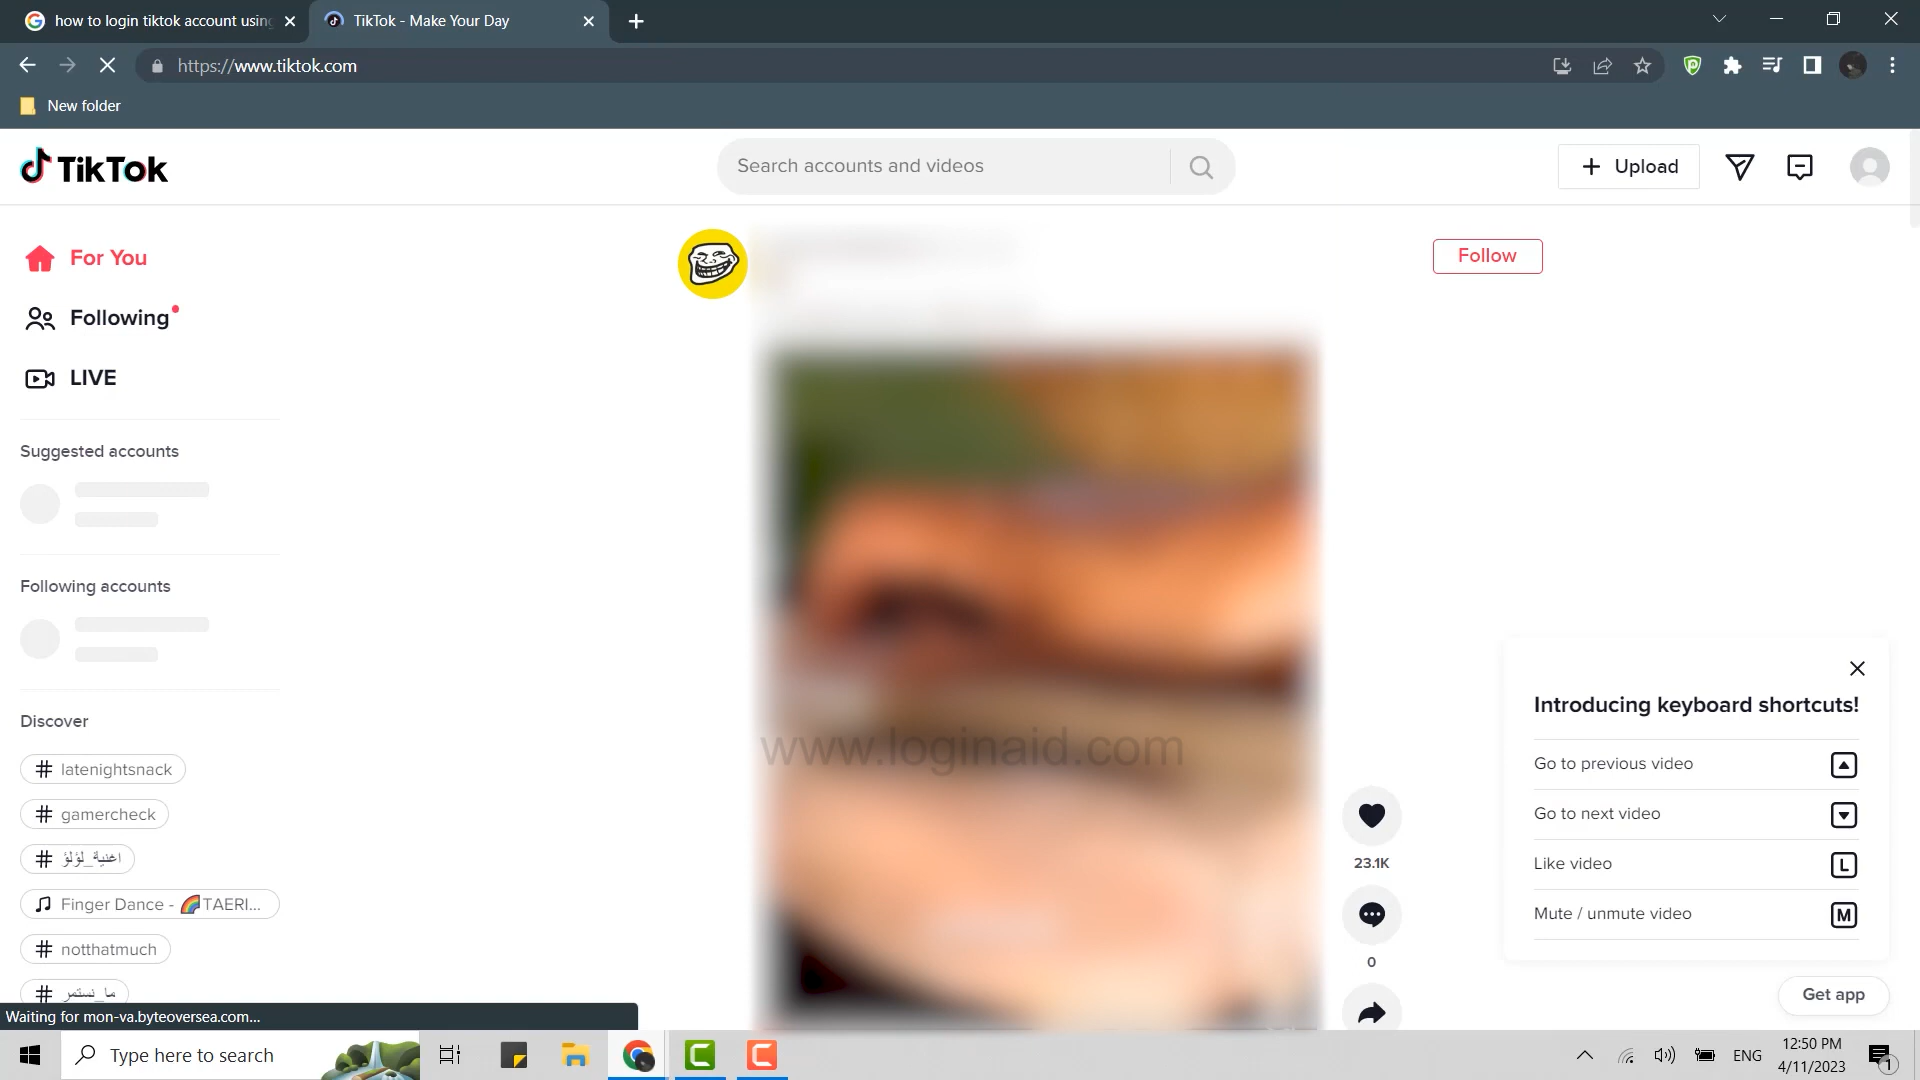 how to login tiktok account using
TikTok - Make Your Day
https://www.tiktok.com
New folder
TikTok
Search accounts and videos
Upload
For You
Follow
Following
LIVE
Suggested accounts
Following accounts
Discover
# latenightsnack
# gamercheck
# اغنية_لؤلؤ
Finger Dance - 🌈TAERI...
# notthatmuch
# ما_نستمر
www.loginaid.com
23.1K
0
Introducing keyboard shortcuts!
Go to previous video
Go to next video
Like video L
Mute / unmute video M
Get app
Waiting for mon-va.byteoversea.com...
Type here to search
ENG
12:50 PM
4/11/2023
1